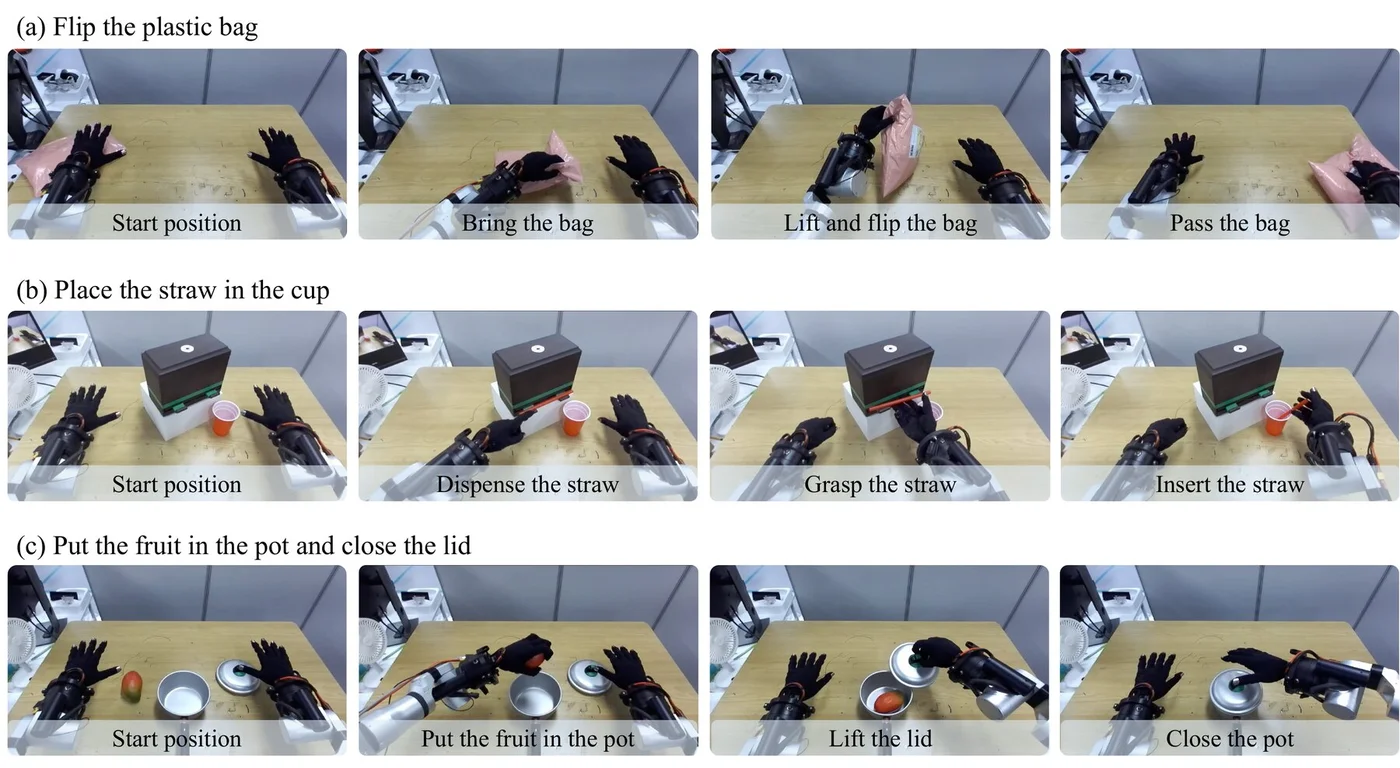 (a) Flip the plastic bag
Start position
Bring the bag
Lift and flip the bag
Pass the bag
(b) Place the straw in the cup
Start position
Dispense the straw
Grasp the straw
Insert the straw
(c) Put the fruit in the pot and close the lid
Start position
Put the fruit in the pot
Lift the lid
Close the pot